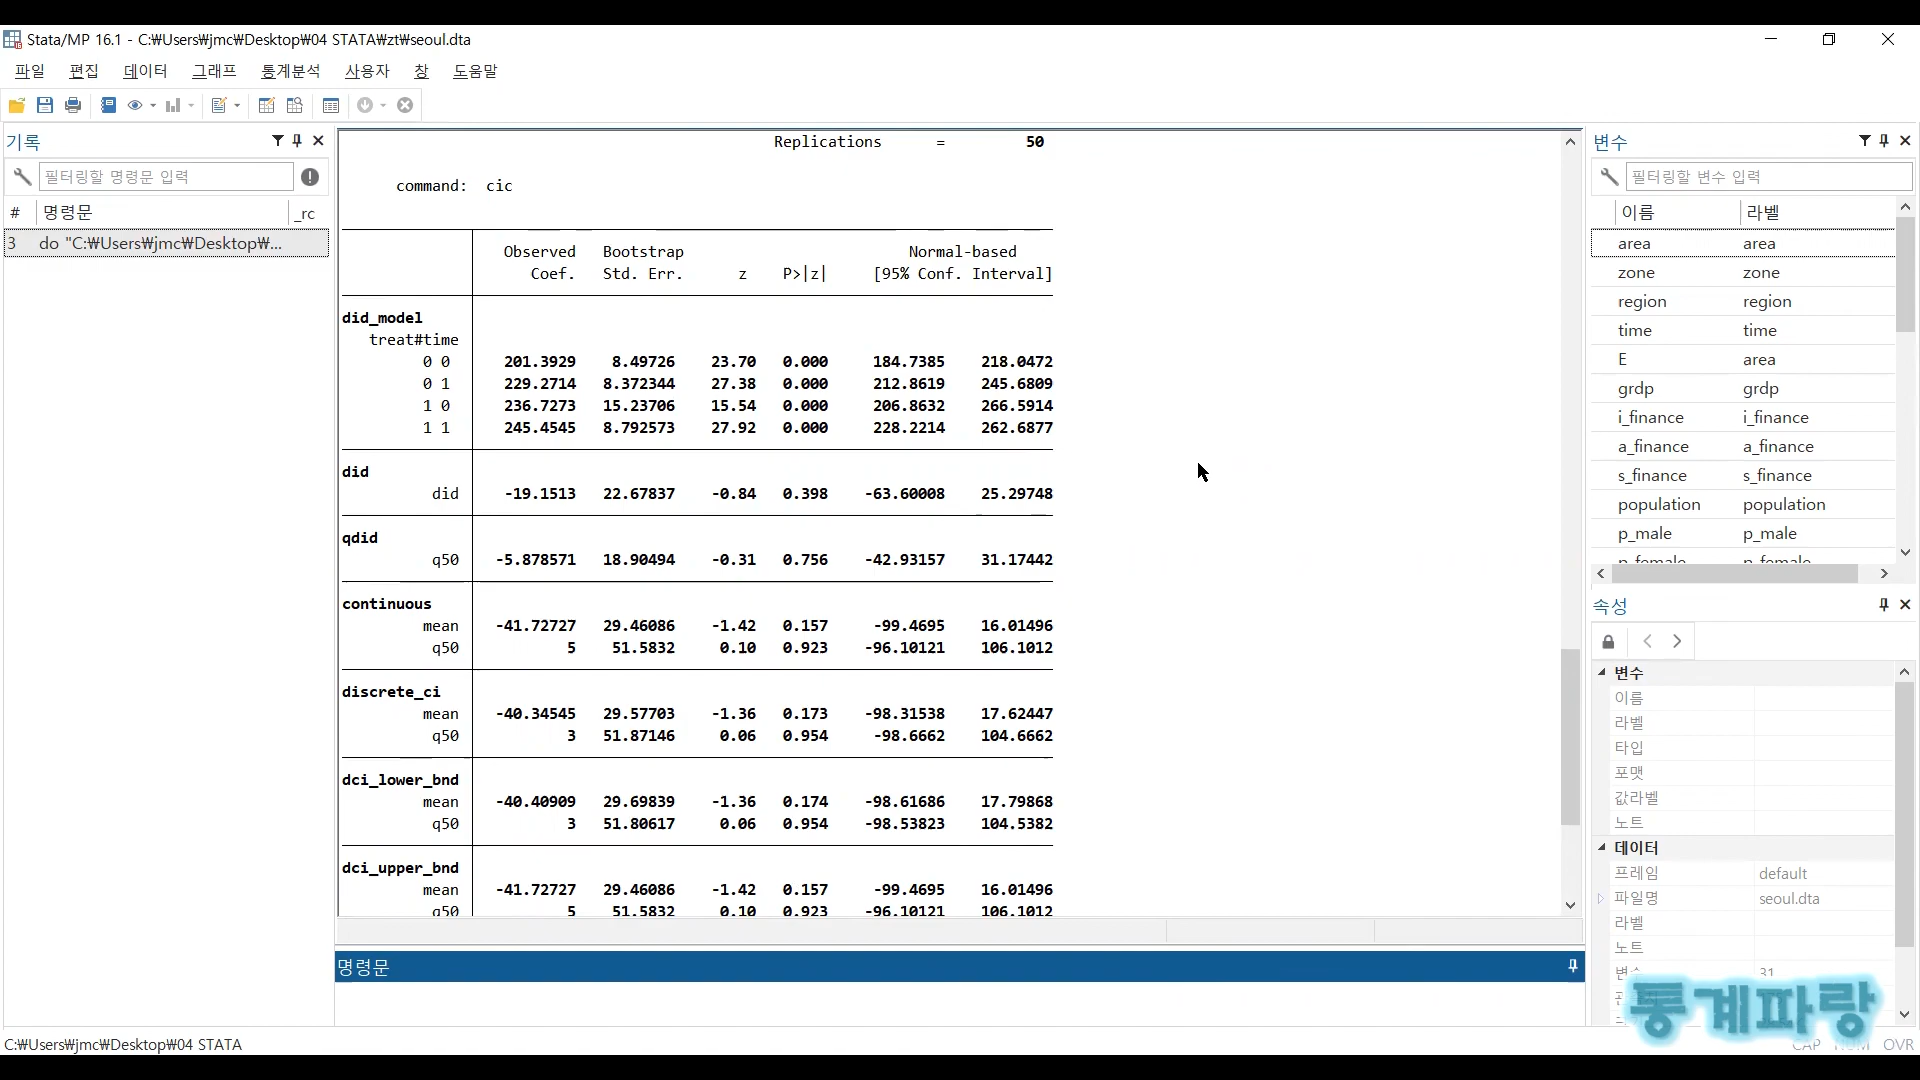 Stata/MP 16.1 - C:₩Users₩jmc₩Desktop₩04 STATA₩zt₩seoul.dta
파일 편집 데이터 그래프 통계분석 사용자 창 도움말
기록
필터링할 명령문 입력
# 명령문 _rc
3 do "C:₩Users₩jmc₩Desktop₩...
Replications = 50
command: cic
Observed Bootstrap Normal-based
Coef. Std. Err. z P>|z| [95% Conf. Interval]
did_model
treat#time
0 0 201.3929 8.49726 23.70 0.000 184.7385 218.0472
0 1 229.2714 8.372344 27.38 0.000 212.8619 245.6809
1 0 236.7273 15.23706 15.54 0.000 206.8632 266.5914
1 1 245.4545 8.792573 27.92 0.000 228.2214 262.6877
did
did -19.1513 22.67837 -0.84 0.398 -63.60008 25.29748
qdid
q50 -5.878571 18.90494 -0.31 0.756 -42.93157 31.17442
continuous
mean -41.72727 29.46086 -1.42 0.157 -99.4695 16.01496
q50 5 51.5832 0.10 0.923 -96.10121 106.1012
discrete_ci
mean -40.34545 29.57703 -1.36 0.173 -98.31538 17.62447
q50 3 51.87146 0.06 0.954 -98.6662 104.6662
dci_lower_bnd
mean -40.40909 29.69839 -1.36 0.174 -98.61686 17.79868
q50 3 51.80617 0.06 0.954 -98.53823 104.5382
dci_upper_bnd
mean -41.72727 29.46086 -1.42 0.157 -99.4695 16.01496
q50 5 51.5832 0.10 0.923 -96.10121 106.1012
명령문
변수
필터링할 변수 입력
이름 라벨
area area
zone zone
region region
time time
E area
grdp grdp
i_finance i_finance
a_finance a_finance
s_finance s_finance
population population
p_male p_male
p_female p_female
속성
변수
이름
라벨
타입
포맷
값라벨
노트
데이터
프레임 default
파일명 seoul.dta
라벨
노트
변수 31
통계파랑
C:₩Users₩jmc₩Desktop₩04 STATA
CAP NUM OVR